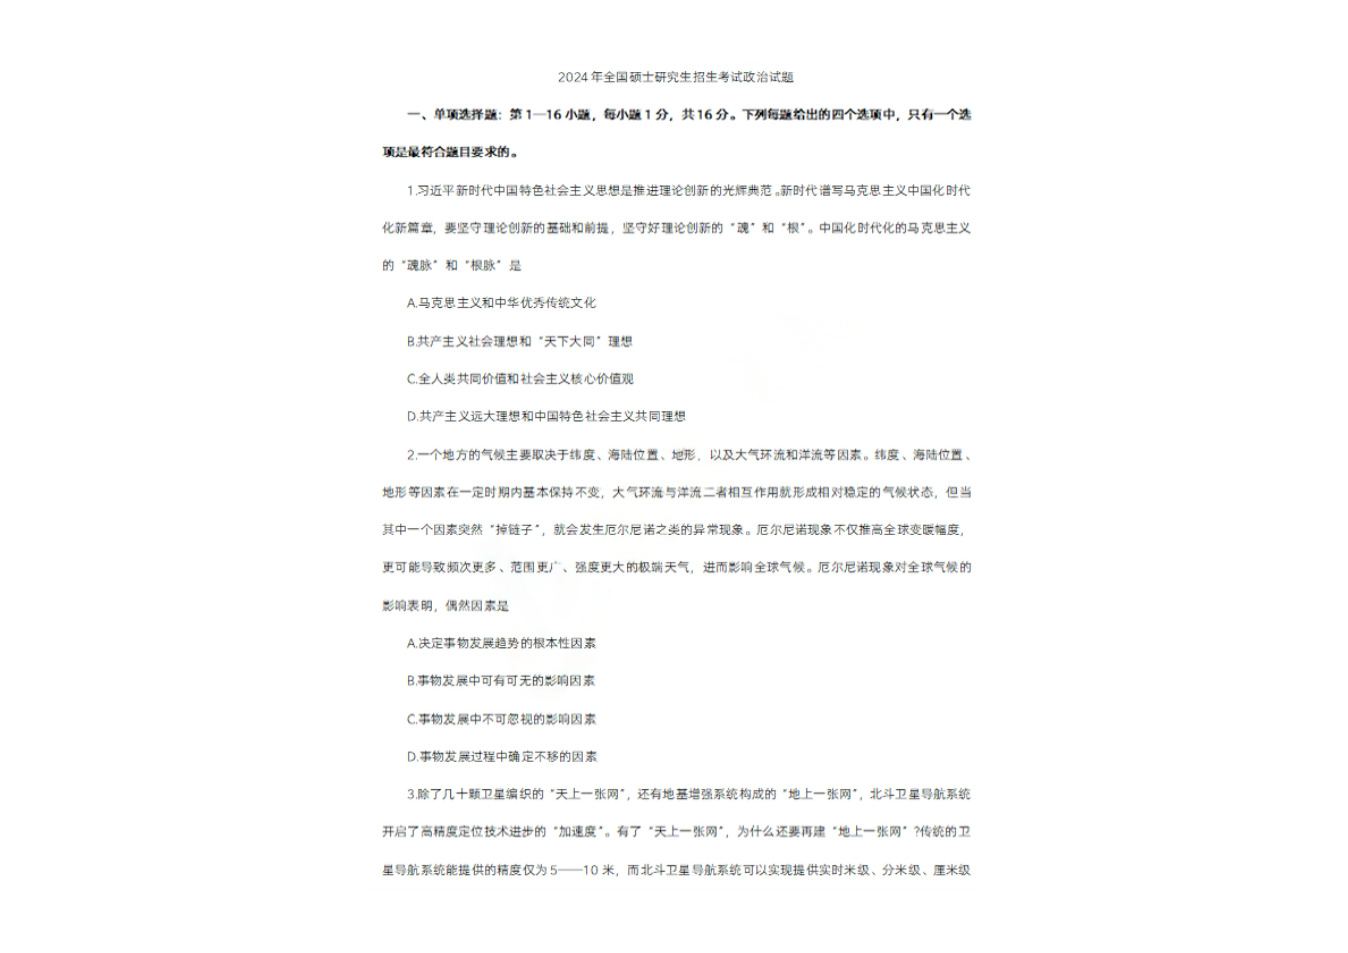 2024年全国硕士研究生招生考试政治试题
一、单项选择题：第1—16小题，每小题1分，共16分。下列每题给出的四个选项中，只有一个选
项是最符合题目要求的。
1.习近平新时代中国特色社会主义思想是推进理论创新的光辉典范。新时代谱写马克思主义中国化时代
化新篇章，要坚守理论创新的基础和前提，坚守好理论创新的“魂”和“根”。中国化时代化的马克思主义
的“魂脉”和“根脉”是
A.马克思主义和中华优秀传统文化
B.共产主义社会理想和“天下大同”理想
C.全人类共同价值和社会主义核心价值观
D.共产主义远大理想和中国特色社会主义共同理想
2.一个地方的气候主要取决于纬度、海陆位置、地形，以及大气环流和洋流等因素。纬度、海陆位置、
地形等因素在一定时期内基本保持不变，大气环流与洋流二者相互作用就形成相对稳定的气候状态，但当
其中一个因素突然“掉链子”，就会发生厄尔尼诺之类的异常现象。厄尔尼诺现象不仅推高全球变暖幅度，
更可能导致频次更多、范围更广、强度更大的极端天气，进而影响全球气候。厄尔尼诺现象对全球气候的
影响表明，偶然因素是
A.决定事物发展趋势的根本性因素
B.事物发展中可有可无的影响因素
C.事物发展中不可忽视的影响因素
D.事物发展过程中确定不移的因素
3.除了几十颗卫星编织的“天上一张网”，还有地基增强系统构成的“地上一张网”，北斗卫星导航系统
开启了高精度定位技术进步的“加速度”。有了“天上一张网”，为什么还要再建“地上一张网”?传统的卫
星导航系统能提供的精度仅为5——10米，而北斗卫星导航系统可以实现提供实时米级、分米级、厘米级